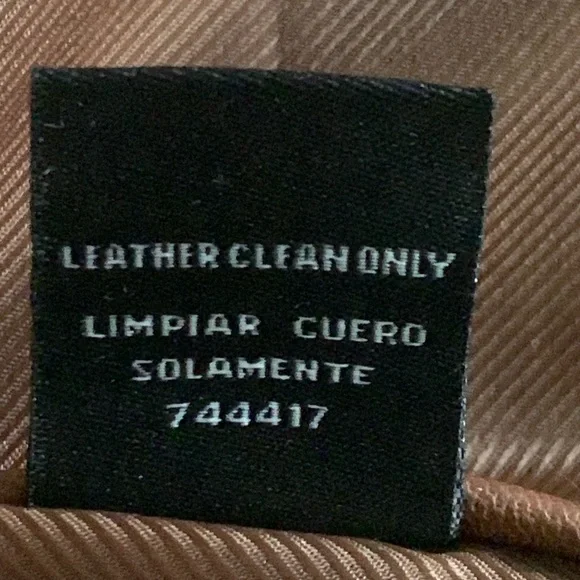 LEATHER CLEAN ONLY
LIMPIAR CUERO
SOLAMENTE
744417